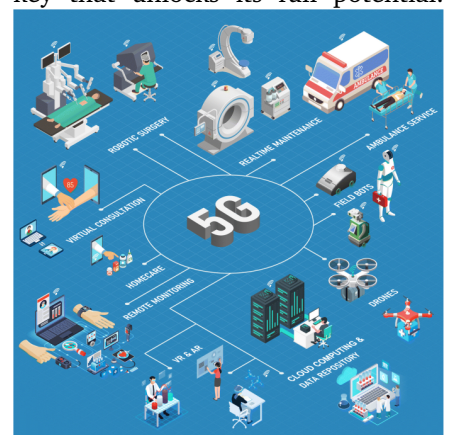 key that unlocks its full potential.
AMBULANCE
ROBOTIC SURGERY
REALTIME MAINTENANCE
AMBULANCE SERVICE
VIRTUAL CONSULTATION
85
5G
FIELD BOTS
HOMECARE
REMOTE MONITORING
DRONES
VR & AR
CLOUD COMPUTING &
DATA REPOSITORY